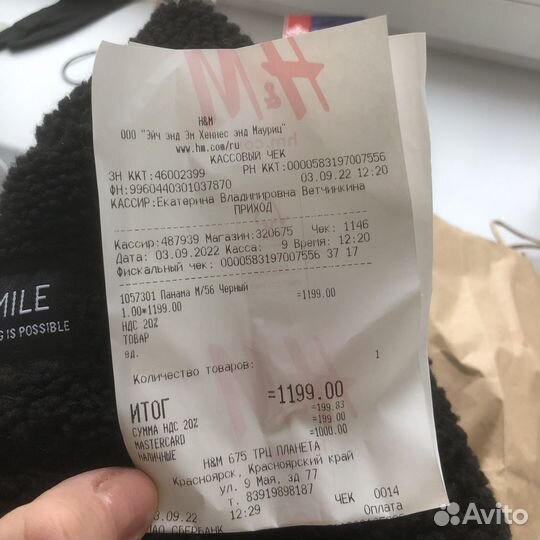 H&M
H&M
ООО "Эйч энд Эм Хеннес энд Мауриц"
www.hm.com/ru
КАССОВЫЙ ЧЕК
ЗН ККТ:46002399 РН ККТ:0000583197007556
ФН:9960440301037870 03.09.22 12:20
КАССИР:Екатерина Владимировна Ветчинкина
ПРИХОД
Кассир:487939 Магазин:320675 Чек: 1146
Дата: 03.09.2022 Касса: 9 Время: 12:20
Фискальный чек: 0000583197007556 37 17
1057301 Панама M/56 Черный
1.00*1199.00 =1199.00
НДС 20%
ТОВАР
ед.
Количество товаров: 1
ИТОГ =1199.00
СУММА НДС 20% =199.83
MASTERCARD =199.00
НАЛИЧНЫЕ =1000.00
H&M 675 ТРЦ ПЛАНЕТА
Красноярск, Красноярский край
ул. 9 Мая, зд 77
т. 83919898187
ЧЕК 0014
03.09.22 12:29 Оплата
ПАО СБЕРБАНК
MILE
G IS POSSIBLE
Avito